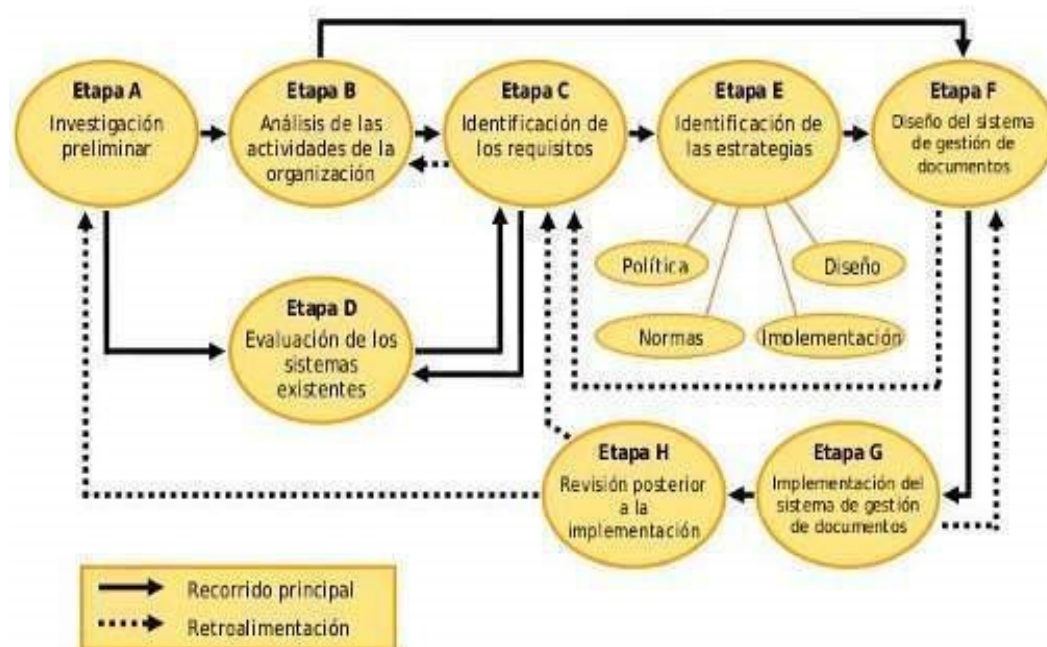 Etapa A
Investigación
preliminar
Etapa B
Análisis de las
actividades de la
organización
Etapa C
Identificación de
los requisitos
Etapa E
Identificación de
las estrategias
Etapa F
Diseño del sistema
de gestión de
documentos
Política
Diseño
Normas
Implementación
Etapa D
Evaluación de los
sistemas
existentes
Etapa H
Revisión posterior
a la
implementación
Etapa G
Implementación del
sistema de gestión
de documentos
Recorrido principal
Retroalimentación